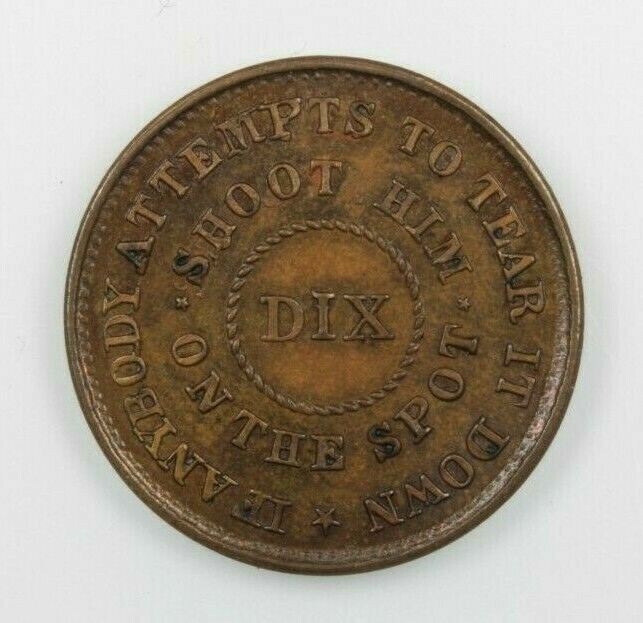 IF ANYBODY ATTEMPTS TO TEAR IT DOWN
SHOOT HIM
ON THE SPOT
DIX